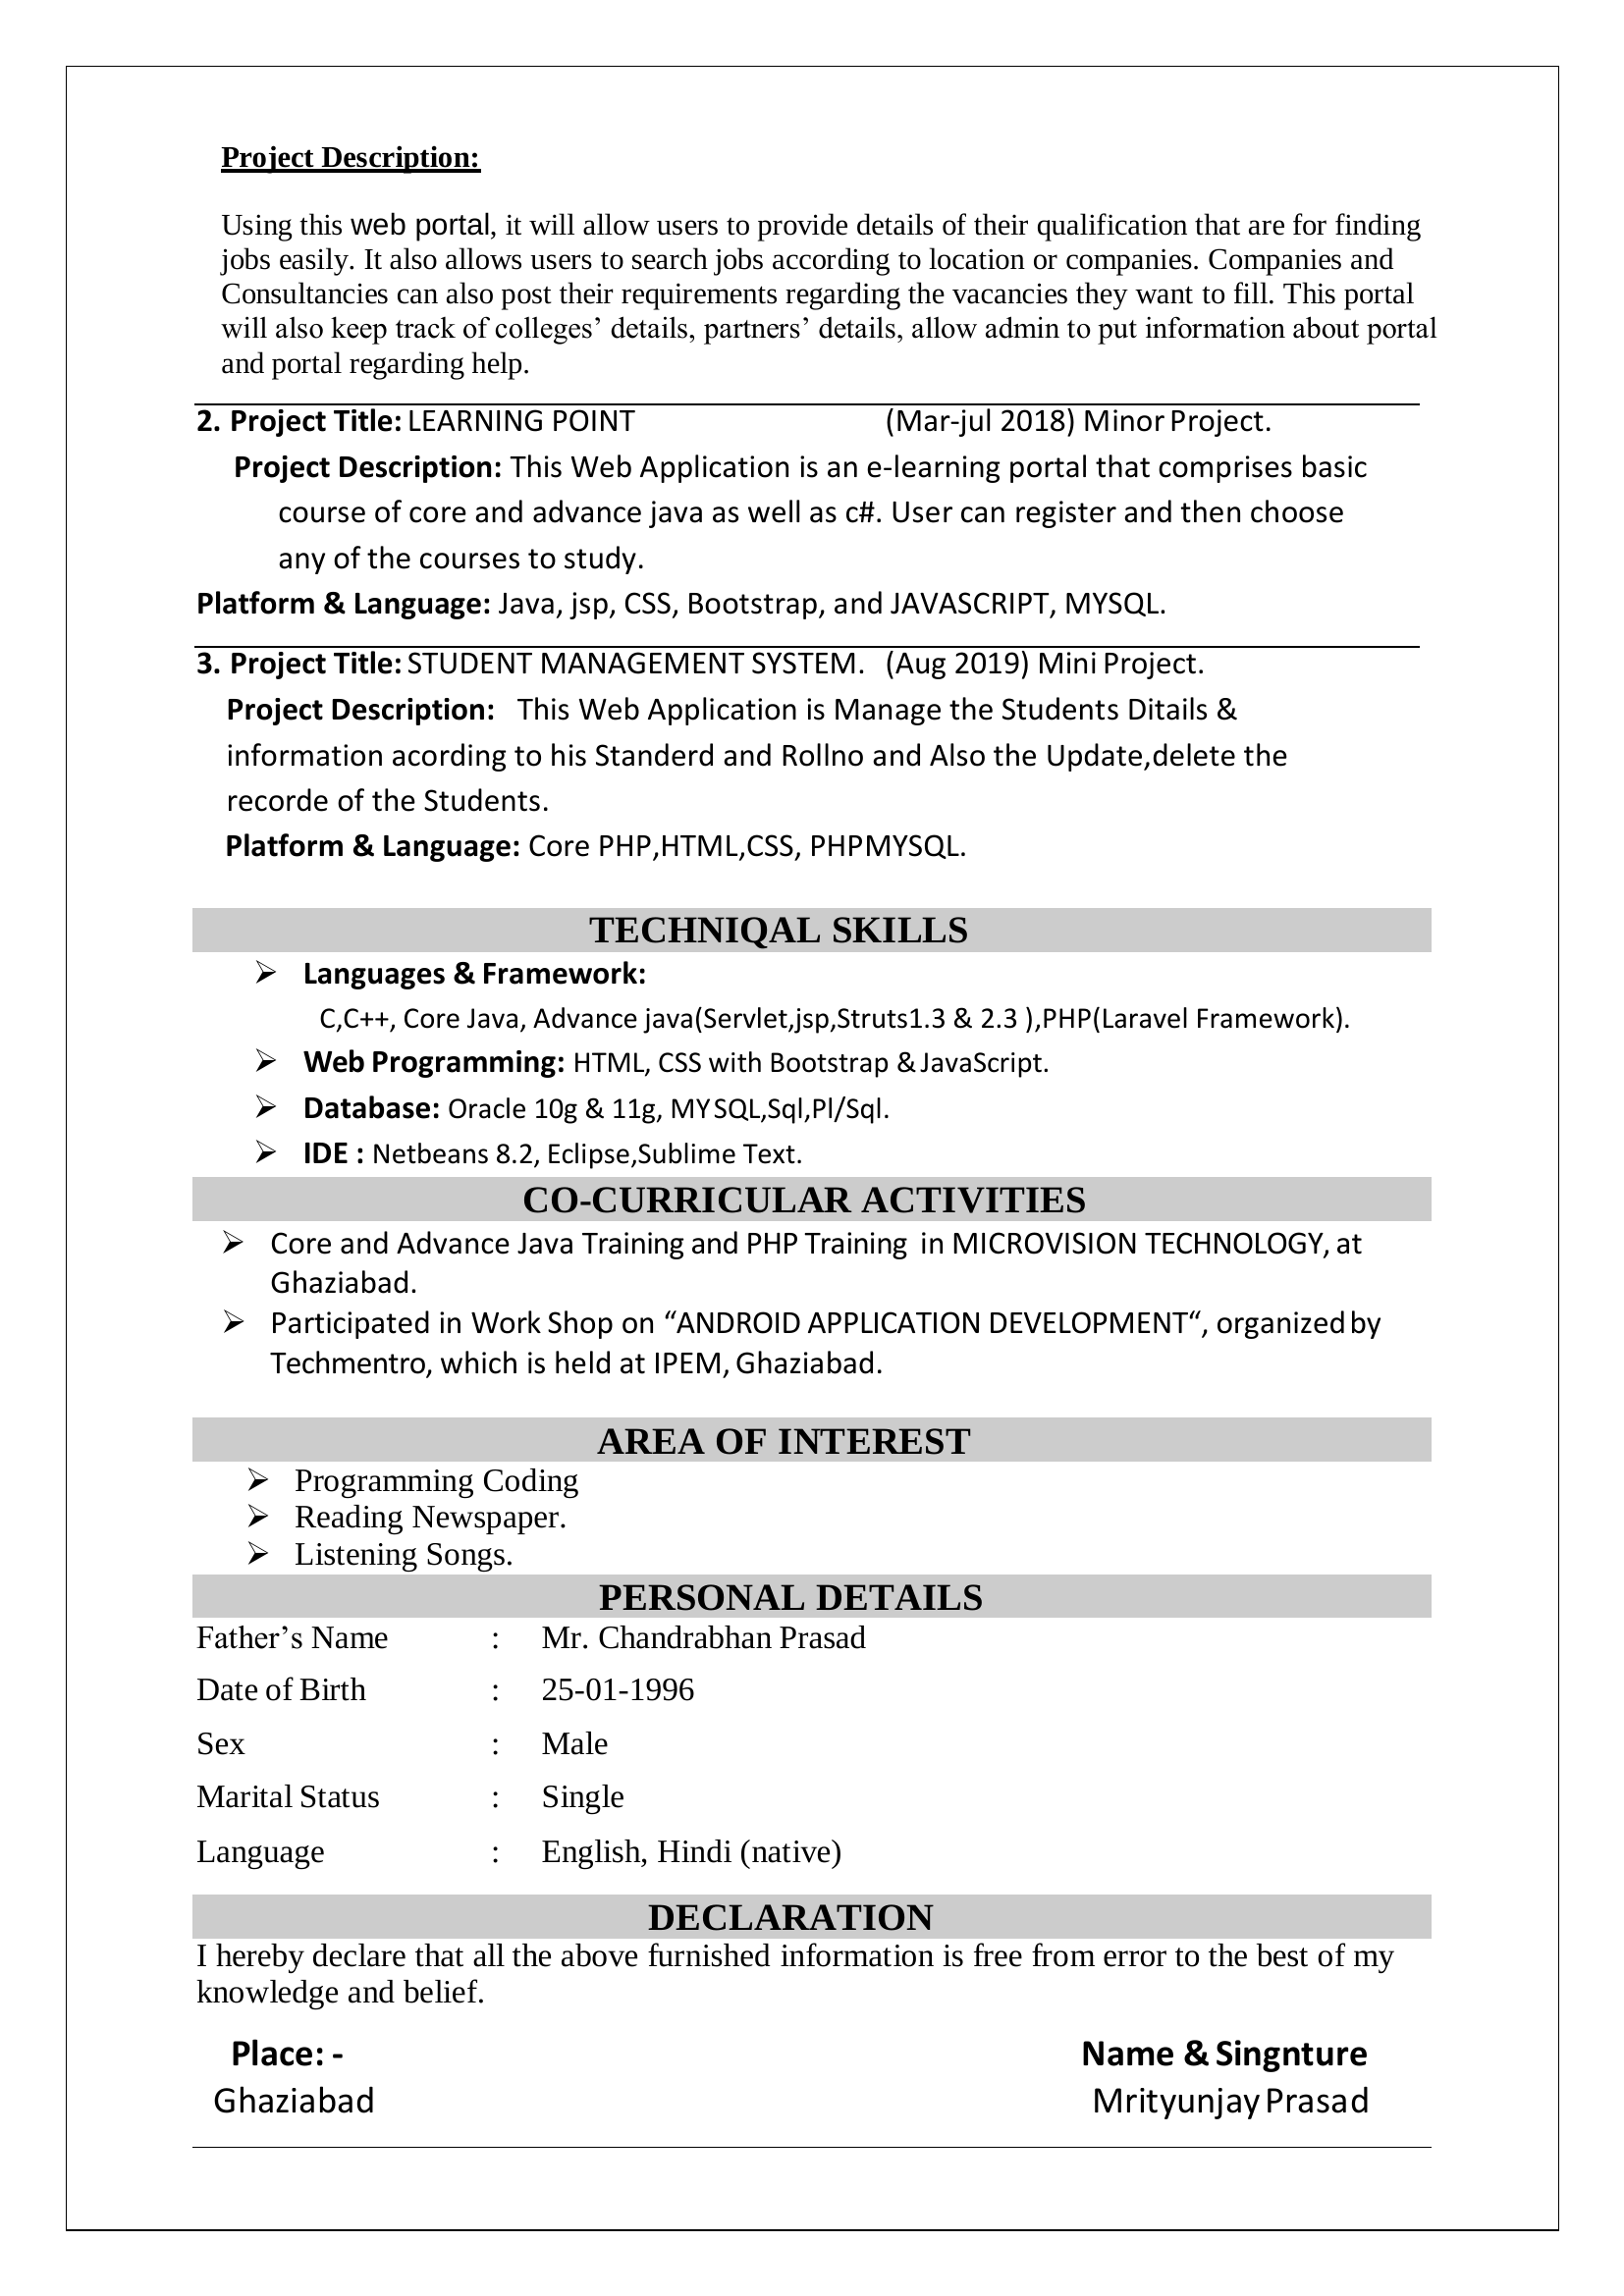 Project Description:
Using this web portal, it will allow users to provide details of their qualification that are for finding
jobs easily. It also allows users to search jobs according to location or companies. Companies and
Consultancies can also post their requirements regarding the vacancies they want to fill. This portal
will also keep track of colleges’ details, partners’ details, allow admin to put information about portal
and portal regarding help.
2. Project Title: LEARNING POINT (Mar-jul 2018) Minor Project.
Project Description: This Web Application is an e-learning portal that comprises basic
course of core and advance java as well as c#. User can register and then choose
any of the courses to study.
Platform & Language: Java, jsp, CSS, Bootstrap, and JAVASCRIPT, MYSQL.
3. Project Title: STUDENT MANAGEMENT SYSTEM. (Aug 2019) Mini Project.
Project Description: This Web Application is Manage the Students Ditails &
information acording to his Standerd and Rollno and Also the Update,delete the
recorde of the Students.
Platform & Language: Core PHP,HTML,CSS, PHPMYSQL.
TECHNIQAL SKILLS
➢ Languages & Framework:
C,C++, Core Java, Advance java(Servlet,jsp,Struts1.3 & 2.3 ),PHP(Laravel Framework).
➢ Web Programming: HTML, CSS with Bootstrap & JavaScript.
➢ Database: Oracle 10g & 11g, MYSQL,Sql,Pl/Sql.
➢ IDE : Netbeans 8.2, Eclipse,Sublime Text.
CO-CURRICULAR ACTIVITIES
➢ Core and Advance Java Training and PHP Training in MICROVISION TECHNOLOGY, at
Ghaziabad.
➢ Participated in Work Shop on “ANDROID APPLICATION DEVELOPMENT“, organized by
Techmentro, which is held at IPEM, Ghaziabad.
AREA OF INTEREST
➢ Programming Coding
➢ Reading Newspaper.
➢ Listening Songs.
PERSONAL DETAILS
Father’s Name : Mr. Chandrabhan Prasad
Date of Birth : 25-01-1996
Sex : Male
Marital Status : Single
Language : English, Hindi (native)
DECLARATION
I hereby declare that all the above furnished information is free from error to the best of my
knowledge and belief.
Place: - Name & Singnture
Ghaziabad Mrityunjay Prasad